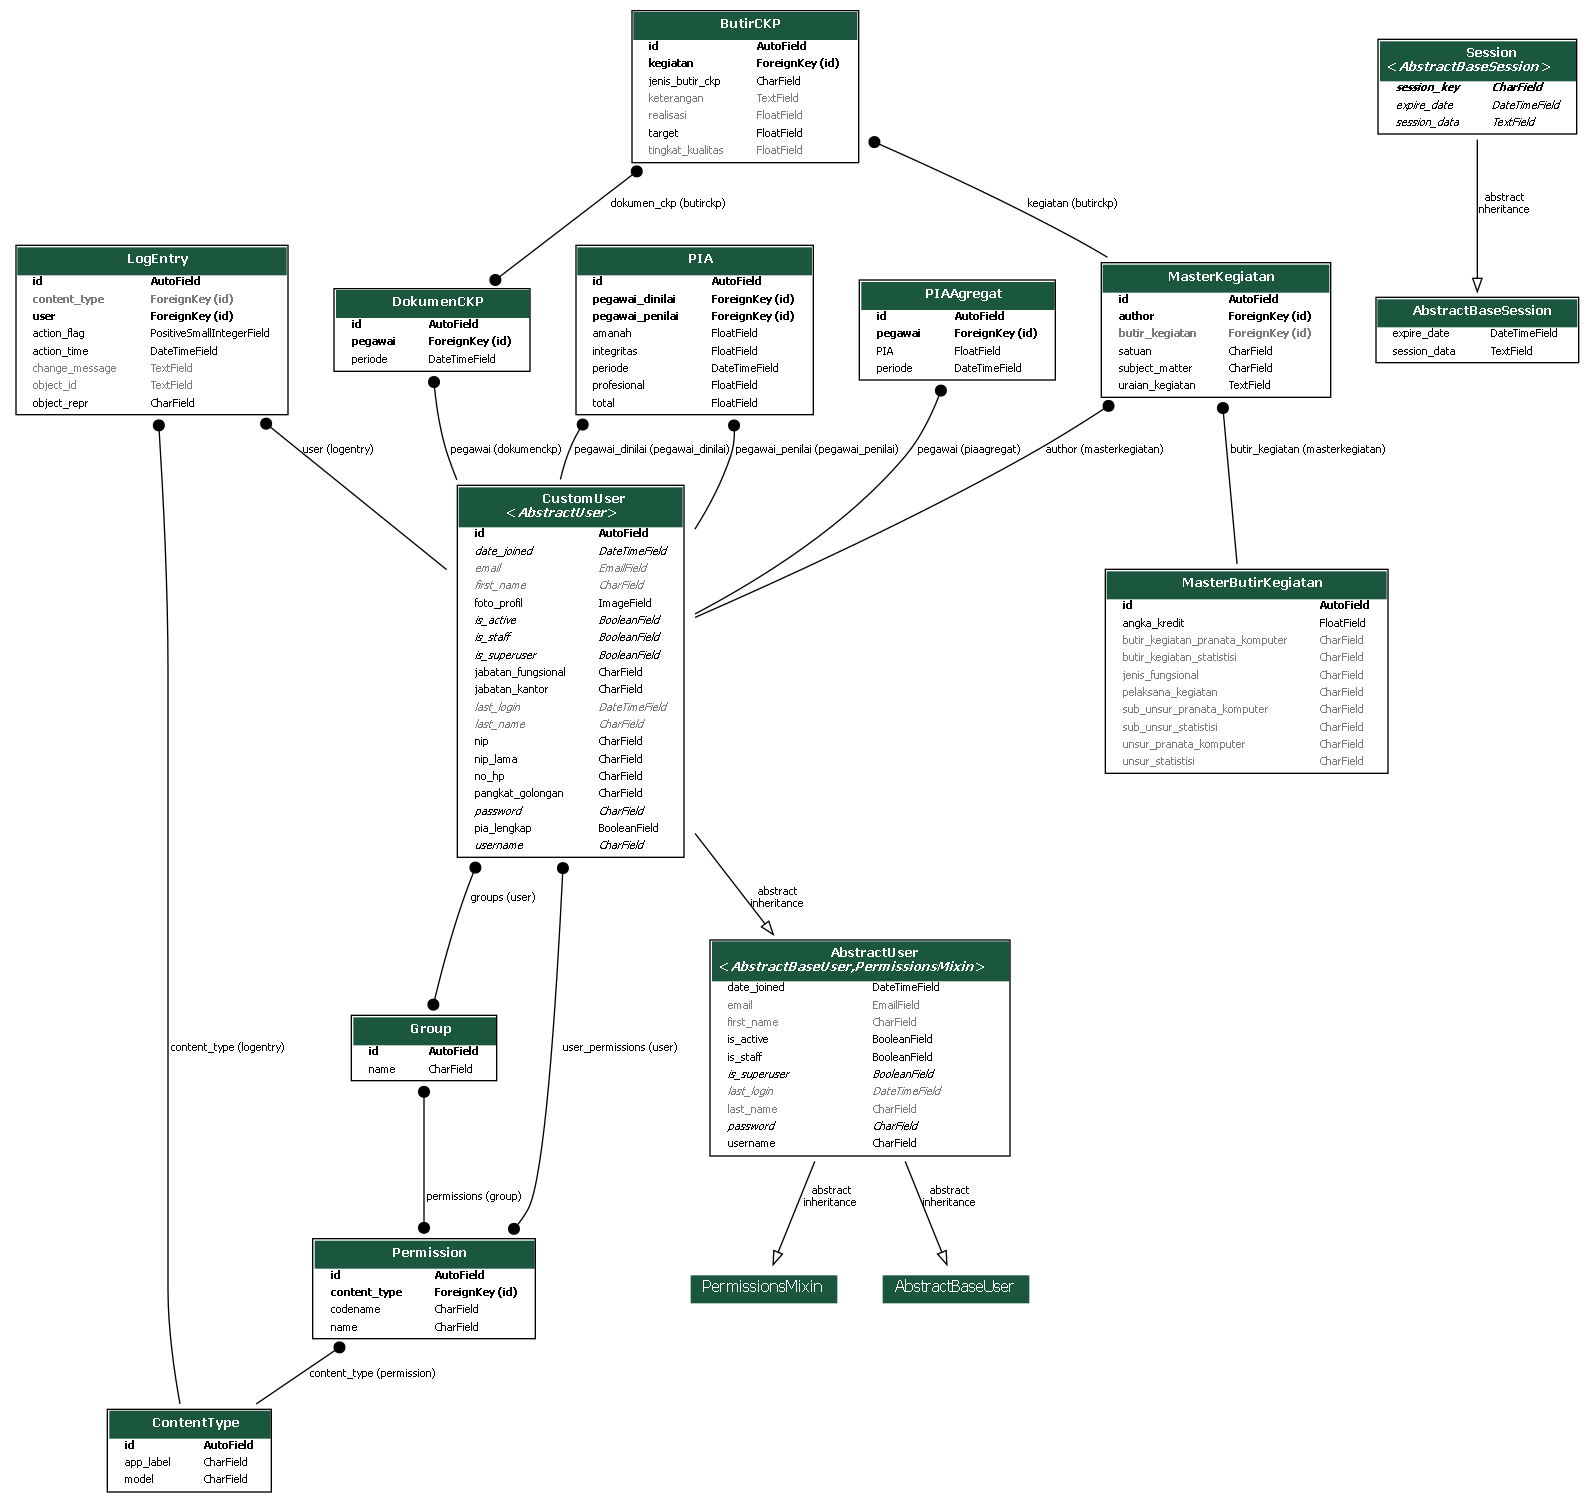 ButirCKP
id AutoField
kegiatan ForeignKey (id)
jenis_butir_ckp CharField
keterangan TextField
realisasi FloatField
target FloatField
tingkat_kualitas FloatField
Session
<AbstractBaseSession>
session_key CharField
expire_date DateTimeField
session_data TextField
dokumen_ckp (butirckp)
kegiatan (butirckp)
abstract
inheritance
LogEntry
id AutoField
content_type ForeignKey (id)
user ForeignKey (id)
action_flag PositiveSmallIntegerField
action_time DateTimeField
change_message TextField
object_id TextField
object_repr CharField
DokumenCKP
id AutoField
pegawai ForeignKey (id)
periode DateTimeField
PIA
id AutoField
pegawai_dinilai ForeignKey (id)
pegawai_penilai ForeignKey (id)
amanah FloatField
integritas FloatField
periode DateTimeField
profesional FloatField
total FloatField
PIAAgregat
id AutoField
pegawai ForeignKey (id)
PIA FloatField
periode DateTimeField
MasterKegiatan
id AutoField
author ForeignKey (id)
butir_kegiatan ForeignKey (id)
satuan CharField
subject_matter CharField
uraian_kegiatan TextField
AbstractBaseSession
expire_date DateTimeField
session_data TextField
user (logentry)
pegawai (dokumenckp)
pegawai_dinilai (pegawai_dinilai)
pegawai_penilai (pegawai_penilai)
pegawai (piaagregat)
author (masterkegiatan)
butir_kegiatan (masterkegiatan)
CustomUser
<AbstractUser>
id AutoField
date_joined DateTimeField
email EmailField
first_name CharField
foto_profil ImageField
is_active BooleanField
is_staff BooleanField
is_superuser BooleanField
jabatan_fungsional CharField
jabatan_kantor CharField
last_login DateTimeField
last_name CharField
nip CharField
nip_lama CharField
no_hp CharField
pangkat_golongan CharField
password CharField
pia_lengkap BooleanField
username CharField
MasterButirKegiatan
id AutoField
angka_kredit FloatField
butir_kegiatan_pranata_komputer CharField
butir_kegiatan_statistisi CharField
jenis_fungsional CharField
pelaksana_kegiatan CharField
sub_unsur_pranata_komputer CharField
sub_unsur_statistisi CharField
unsur_pranata_komputer CharField
unsur_statistisi CharField
groups (user)
abstract
inheritance
AbstractUser
<AbstractBaseUser,PermissionsMixin>
date_joined DateTimeField
email EmailField
first_name CharField
is_active BooleanField
is_staff BooleanField
is_superuser BooleanField
last_login DateTimeField
last_name CharField
password CharField
username CharField
Group
id AutoField
name CharField
content_type (logentry)
user_permissions (user)
permissions (group)
abstract
inheritance
abstract
inheritance
Permission
id AutoField
content_type ForeignKey (id)
codename CharField
name CharField
PermissionsMixin
AbstractBaseUser
content_type (permission)
ContentType
id AutoField
app_label CharField
model CharField